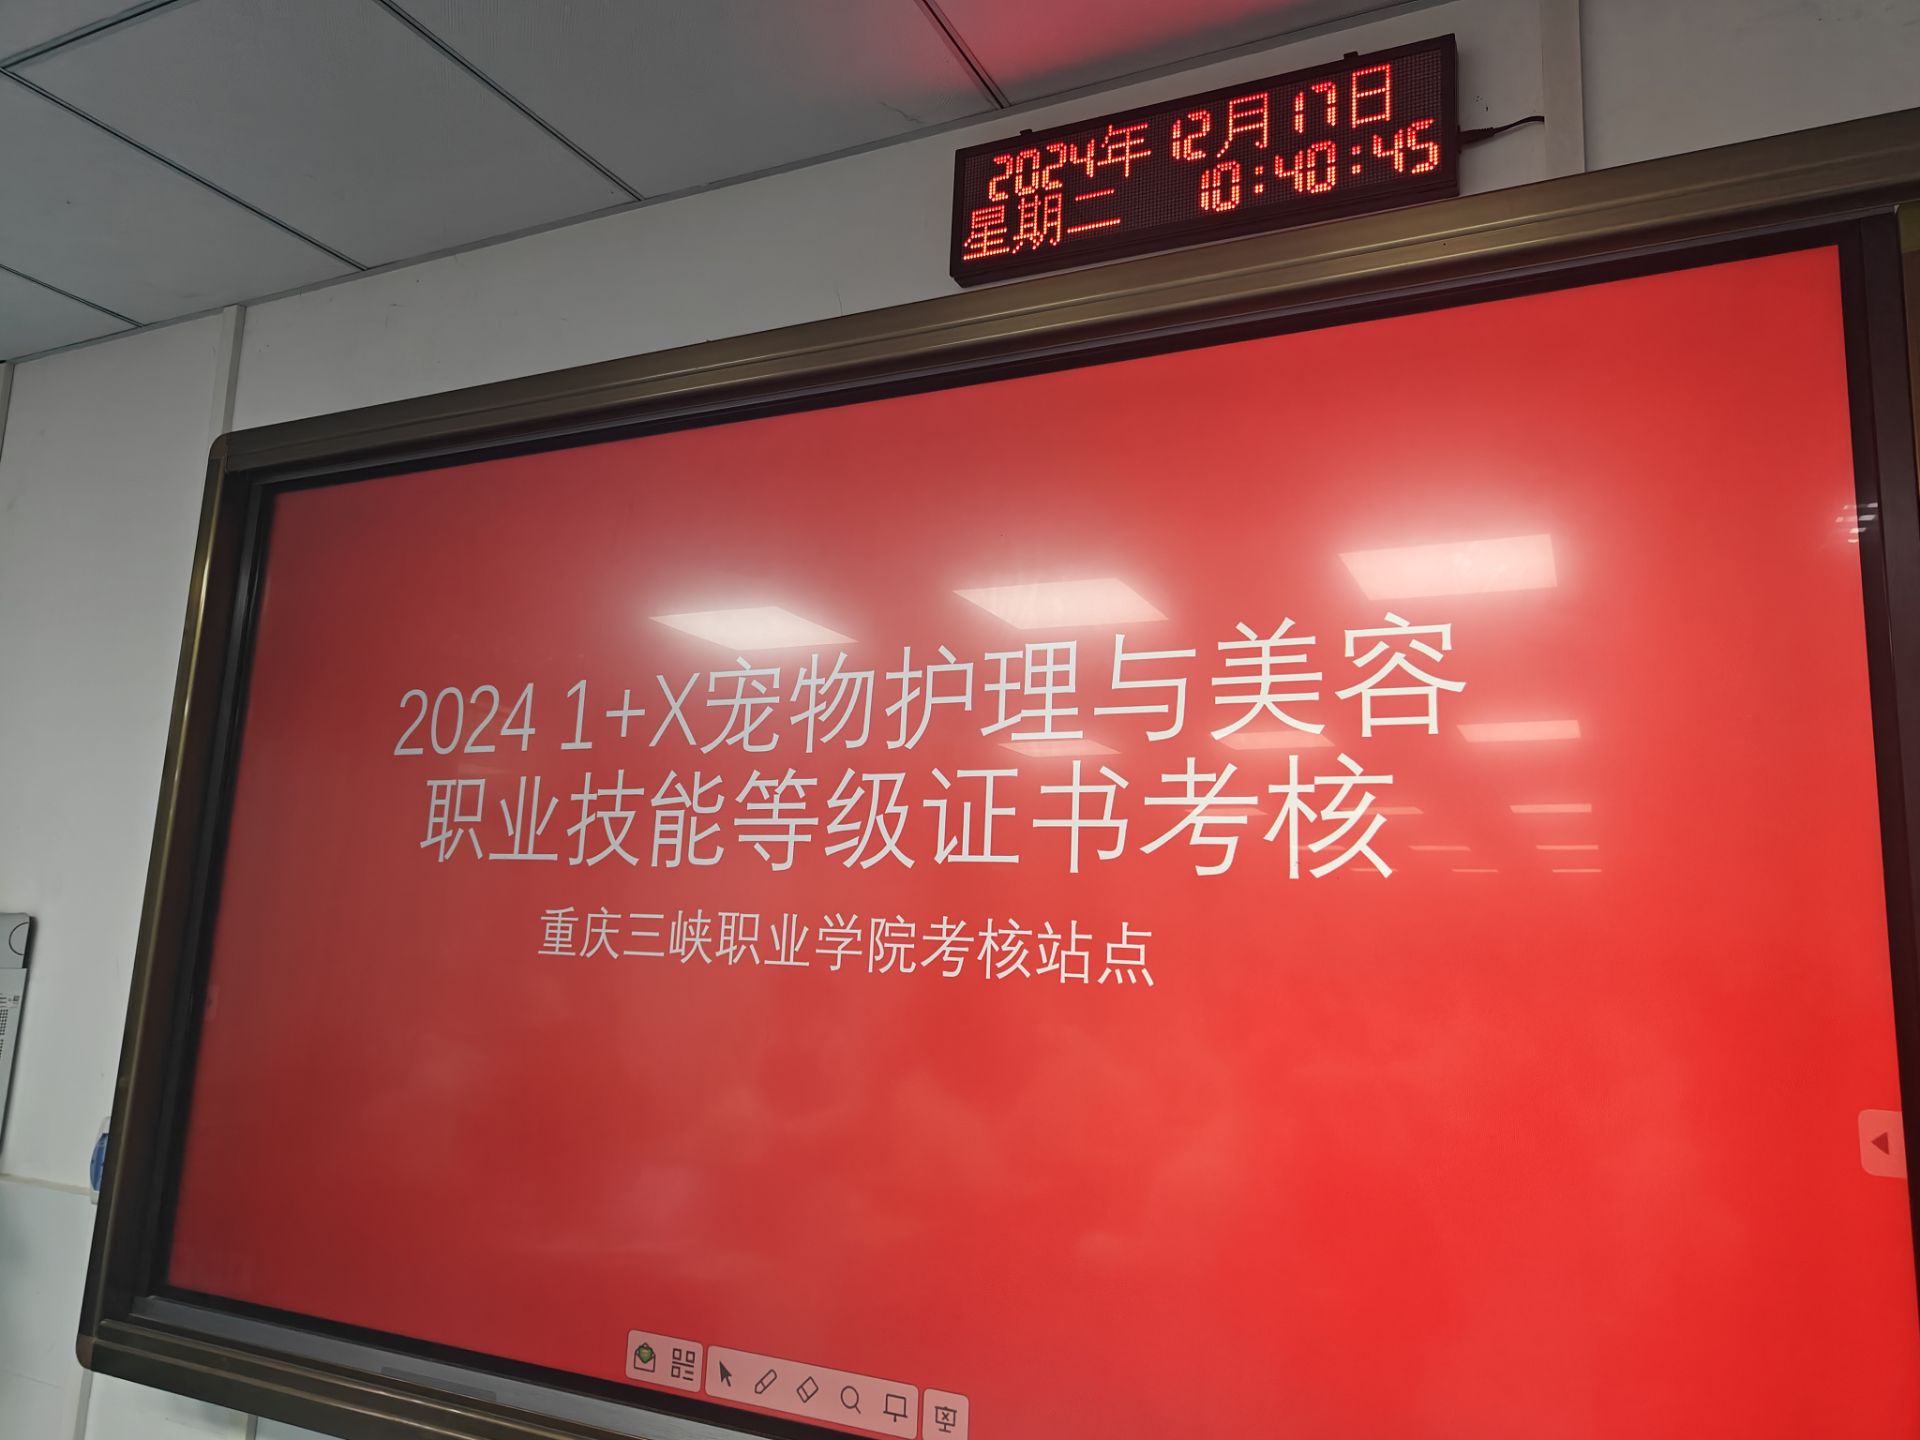 2024年12月17日
星期二 10:40:45
2024 1+X宠物护理与美容
职业技能等级证书考核
重庆三峡职业学院考核站点